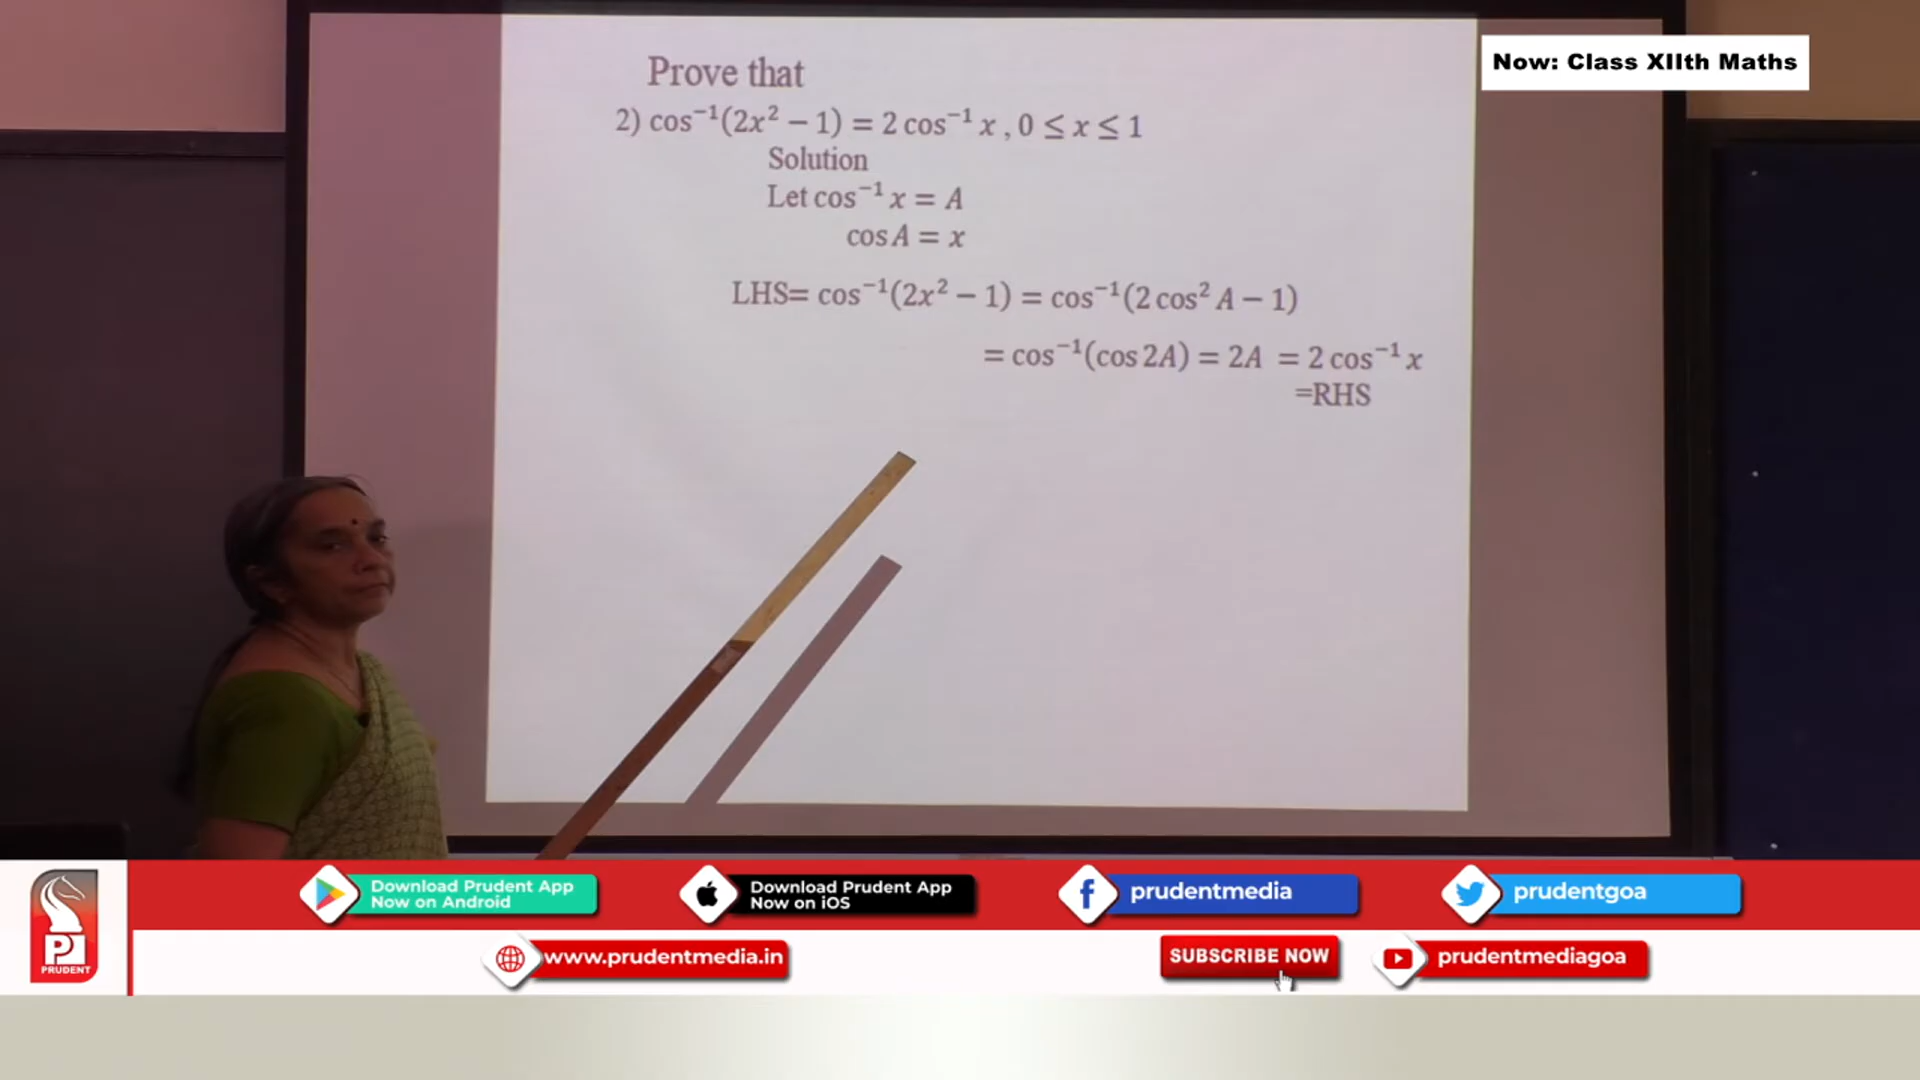 Now: Class XIIth Maths
Prove that
2) cos⁻¹(2x² − 1) = 2 cos⁻¹ x , 0 ≤ x ≤ 1
Solution
Let cos⁻¹ x = A
cos A = x
LHS= cos⁻¹(2x² − 1) = cos⁻¹(2 cos² A − 1)
= cos⁻¹(cos 2A) = 2A = 2 cos⁻¹ x
=RHS
Download Prudent App
Now on Android
Download Prudent App
Now on iOS
prudentmedia
prudentgoa
PRUDENT
www.prudentmedia.in
SUBSCRIBE NOW
prudentmediagoa